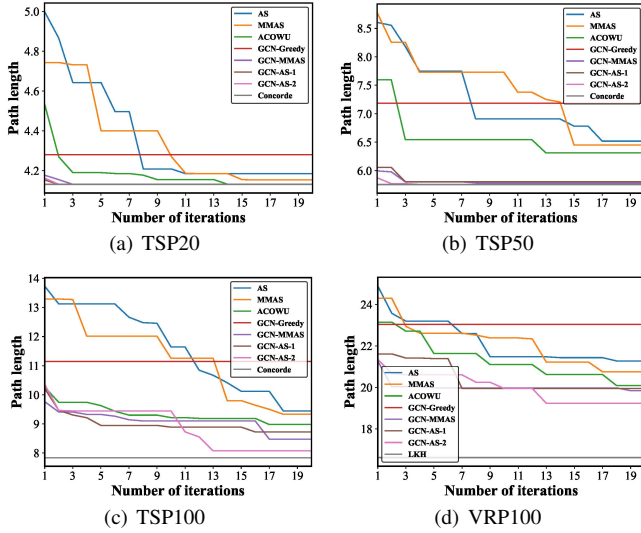 5.0
4.8
4.6
4.4
4.2
Path length
1 3 5 7 9 11 13 15 17 19
Number of iterations
AS
MMAS
ACOWU
GCN-Greedy
GCN-MMAS
GCN-AS-1
GCN-AS-2
Concorde
(a) TSP20
8.5
8.0
7.5
7.0
6.5
6.0
Path length
1 3 5 7 9 11 13 15 17 19
Number of iterations
AS
MMAS
ACOWU
GCN-Greedy
GCN-MMAS
GCN-AS-1
GCN-AS-2
Concorde
(b) TSP50
14
13
12
11
10
9
8
Path length
1 3 5 7 9 11 13 15 17 19
Number of iterations
AS
MMAS
ACOWU
GCN-Greedy
GCN-MMAS
GCN-AS-1
GCN-AS-2
Concorde
(c) TSP100
24
22
20
18
Path length
1 3 5 7 9 11 13 15 17 19
Number of iterations
AS
MMAS
ACOWU
GCN-Greedy
GCN-MMAS
GCN-AS-1
GCN-AS-2
LKH
(d) VRP100